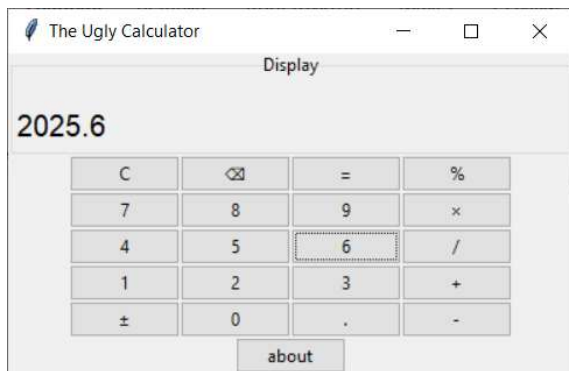 The Ugly Calculator
Display
2025.6
C ⌫ = %
7 8 9 ×
4 5 6 /
1 2 3 +
± 0 . -
about